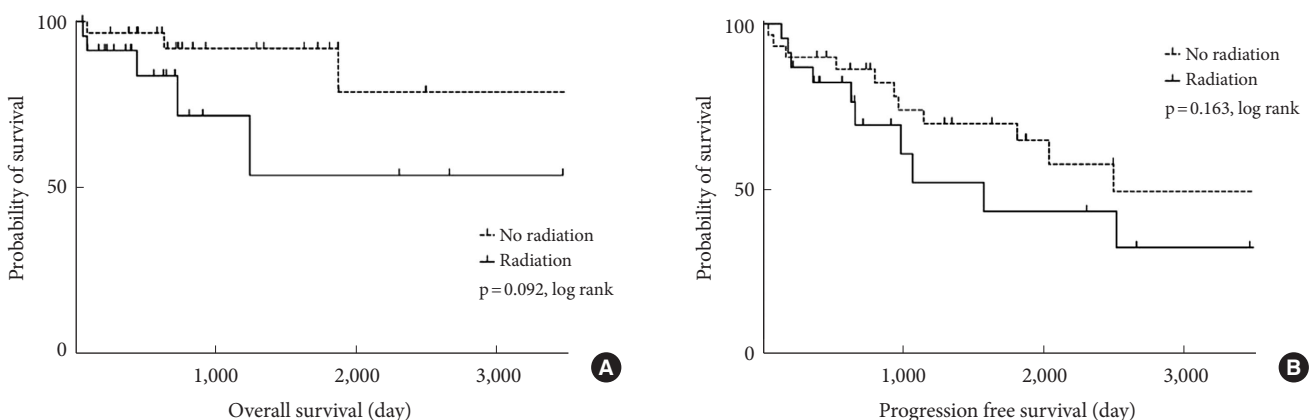 100
50
0
Probability of survival
No radiation
Radiation
p=0.092, log rank
1,000
2,000
3,000
Overall survival (day)
A
100
50
0
Probability of survival
No radiation
Radiation
p=0.163, log rank
1,000
2,000
3,000
Progression free survival (day)
B